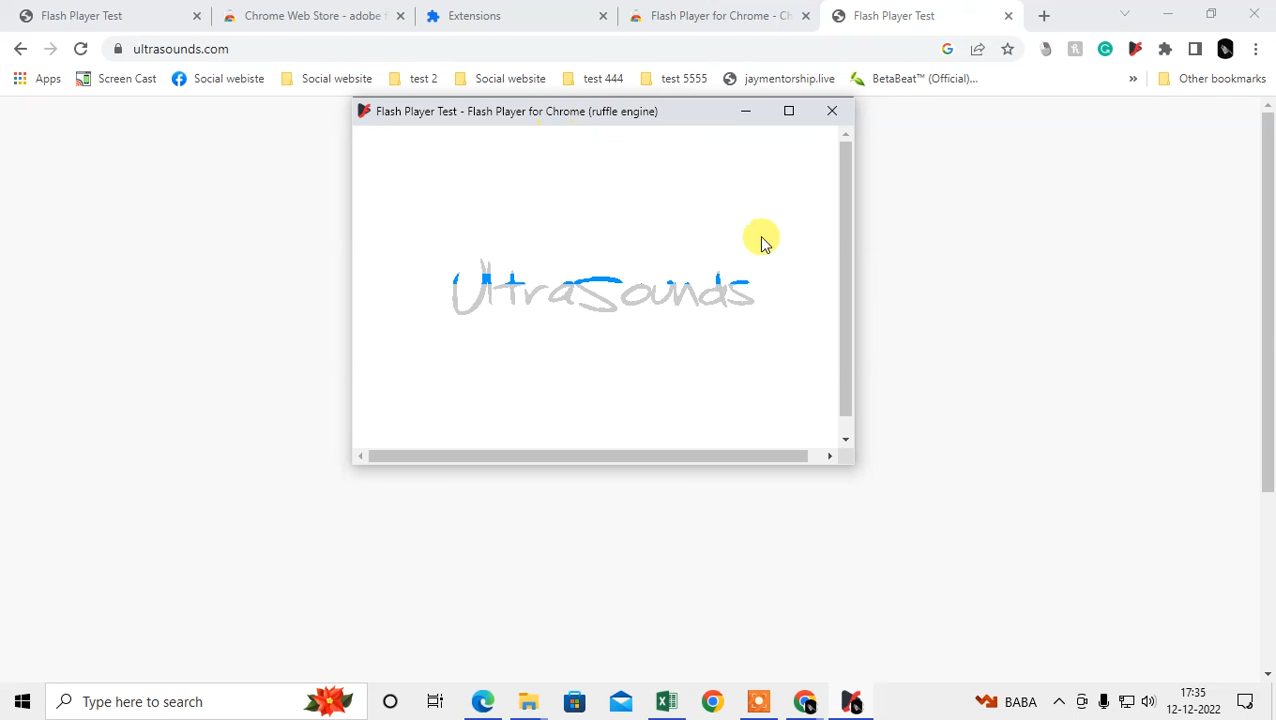 Flash Player Test
Chrome Web Store - adobe f
Extensions
Flash Player for Chrome - Ch
Flash Player Test
ultrasounds.com
Apps
Screen Cast
Social webiste
Social website
test 2
Social website
test 444
test 5555
jaymentorship.live
BetaBeat™ (Official)...
»
Other bookmarks
Flash Player Test - Flash Player for Chrome (ruffle engine)
UltraSounds
Type here to search
BABA
17:35
12-12-2022